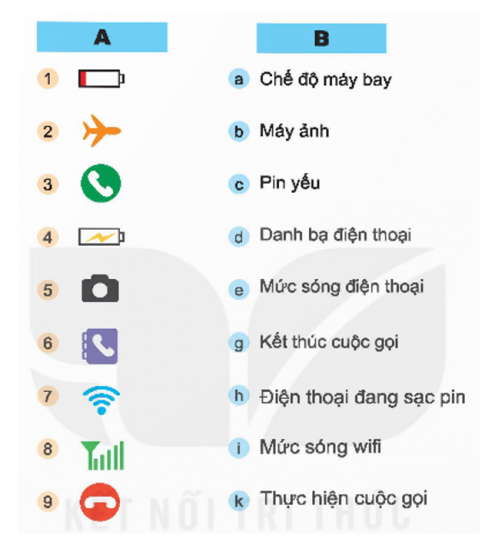 A B
1 a Chế độ máy bay
2 b Máy ảnh
3 c Pin yếu
4 d Danh bạ điện thoại
5 e Mức sóng điện thoại
6 g Kết thúc cuộc gọi
7 h Điện thoại đang sạc pin
8 i Mức sóng wifi
9 k Thực hiện cuộc gọi
KẾT NỐI TRI THỨC